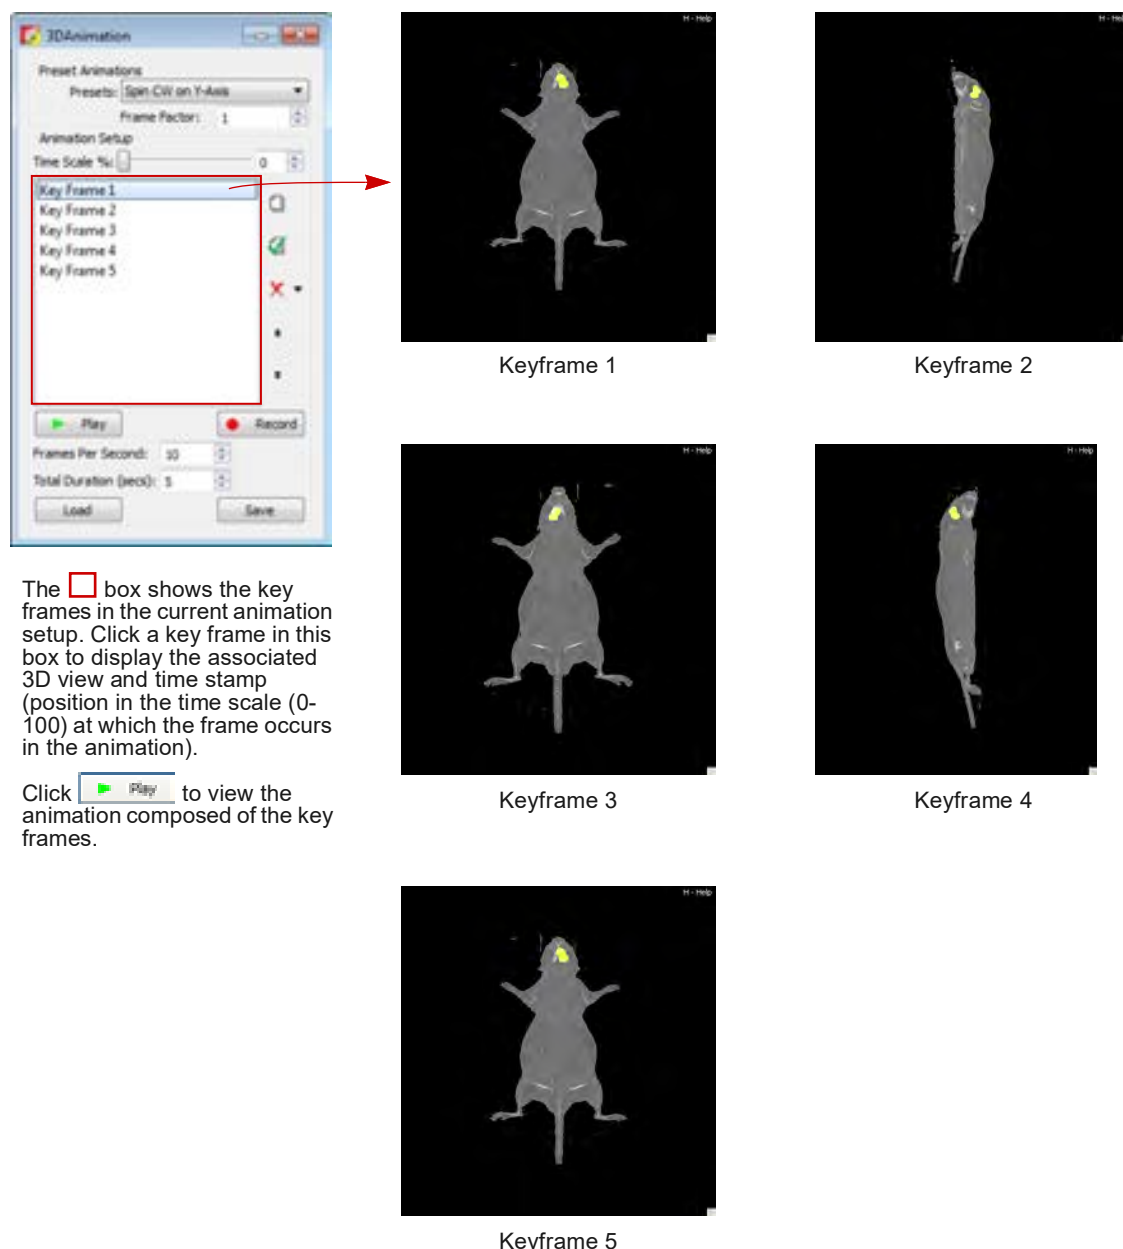 3DAnimation
Preset Animations
Presets: Spin CW on Y-Axis
Frame Factor: 1
Animation Setup
Time Scale %: 0
Key Frame 1
Key Frame 2
Key Frame 3
Key Frame 4
Key Frame 5
Play
Record
Frames Per Second: 10
Total Duration (secs): 5
Load
Save
The box shows the key
frames in the current animation
setup. Click a key frame in this
box to display the associated
3D view and time stamp
(position in the time scale (0-
100) at which the frame occurs
in the animation).
Click Play to view the
animation composed of the key
frames.
H - Help
Keyframe 1
H - Help
Keyframe 2
H - Help
Keyframe 3
H - Help
Keyframe 4
H - Help
Keyframe 5